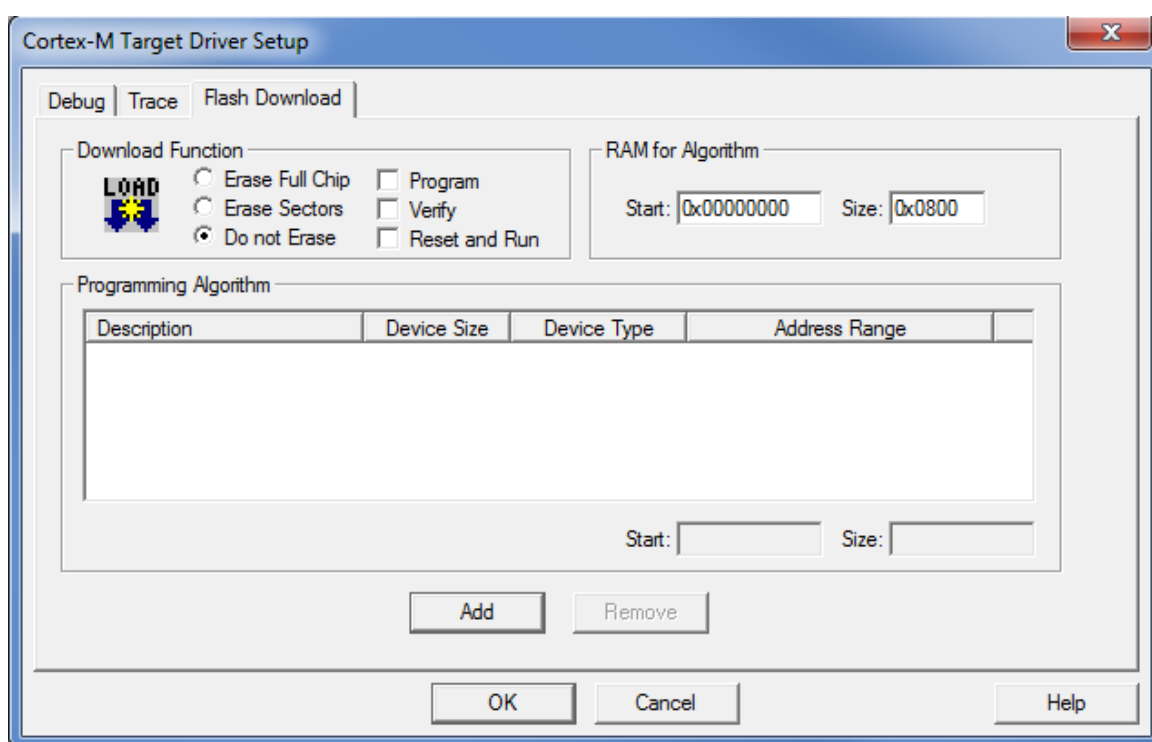 Cortex-M Target Driver Setup
Debug Trace Flash Download
Download Function
LOAD
Erase Full Chip
Erase Sectors
Do not Erase
Program
Verify
Reset and Run
RAM for Algorithm
Start: 0x00000000 Size: 0x0800
Programming Algorithm
Description Device Size Device Type Address Range
Start: Size:
Add Remove
OK Cancel Help